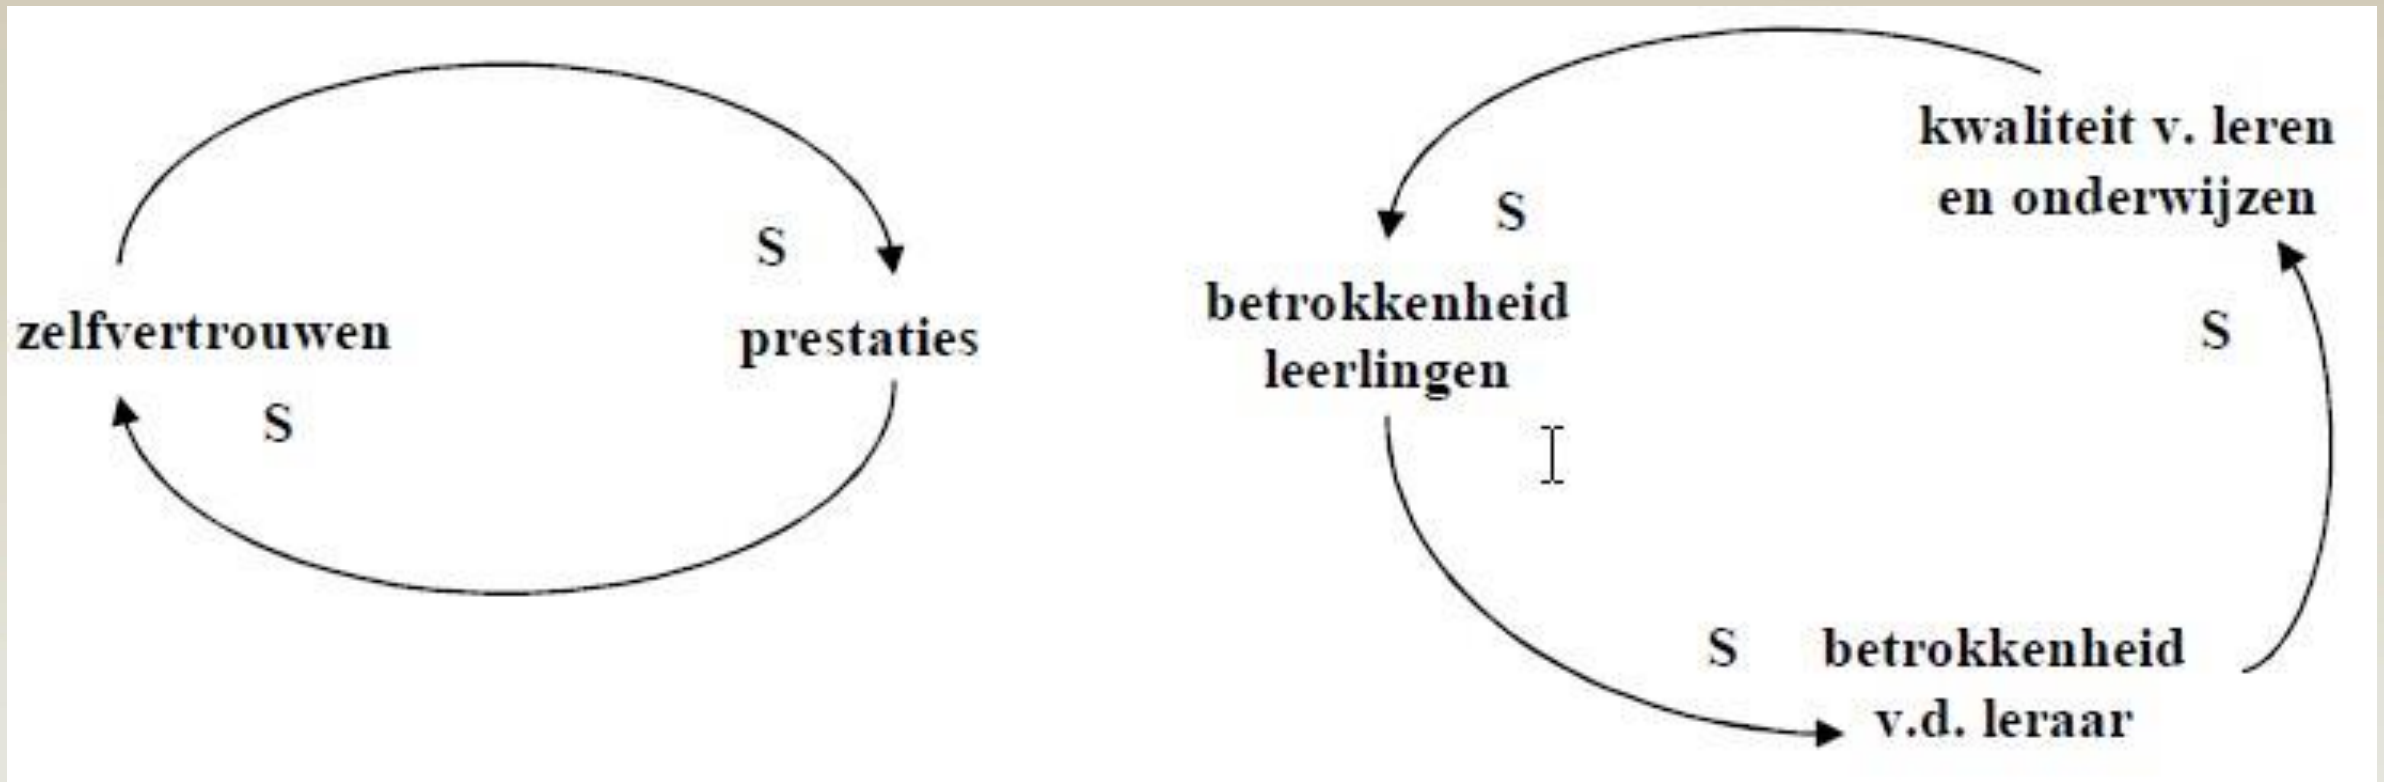 S
zelfvertrouwen
prestaties
S
kwaliteit v. leren
en onderwijzen
S
betrokkenheid
leerlingen
S
S
betrokkenheid
v.d. leraar